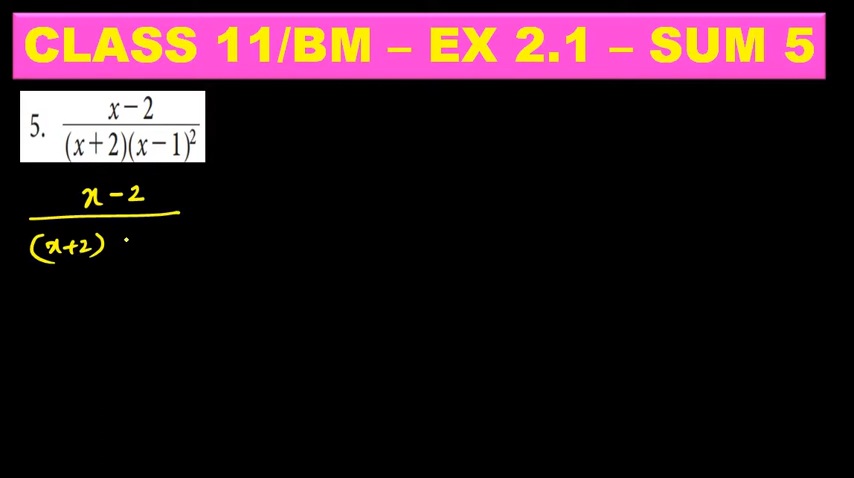 CLASS 11/BM – EX 2.1 – SUM 5
5. x−2
(x+2)(x−1)²
x−2
(x+2)